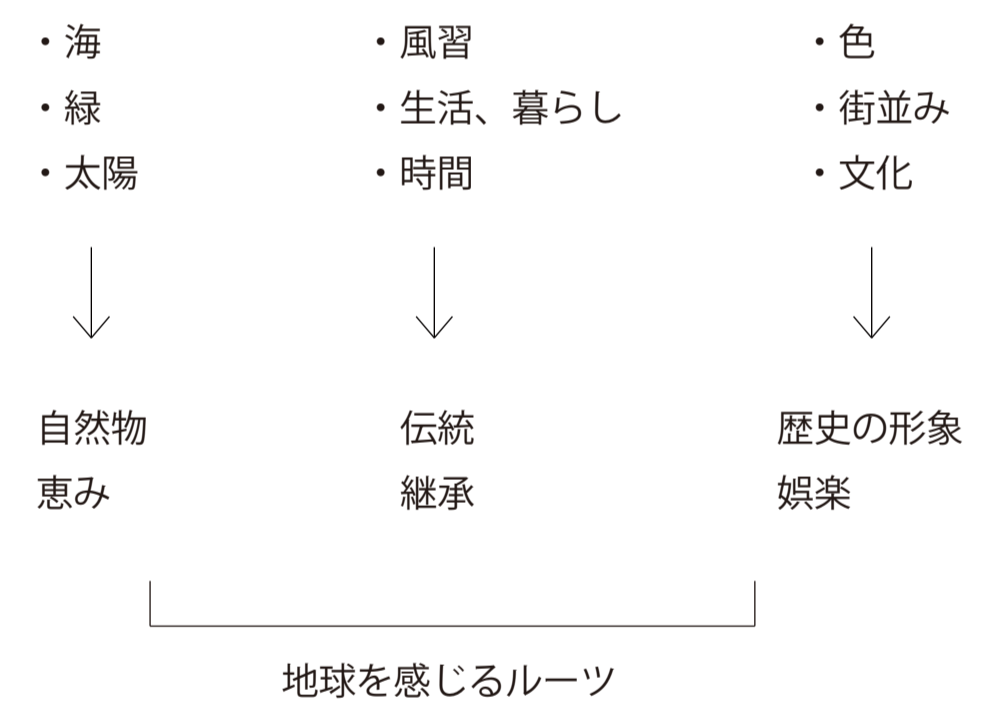 ・海
・緑
・太陽
・風習
・生活、暮らし
・時間
・色
・街並み
・文化
自然物
恵み
伝統
継承
歴史の形象
娯楽
地球を感じるルーツ